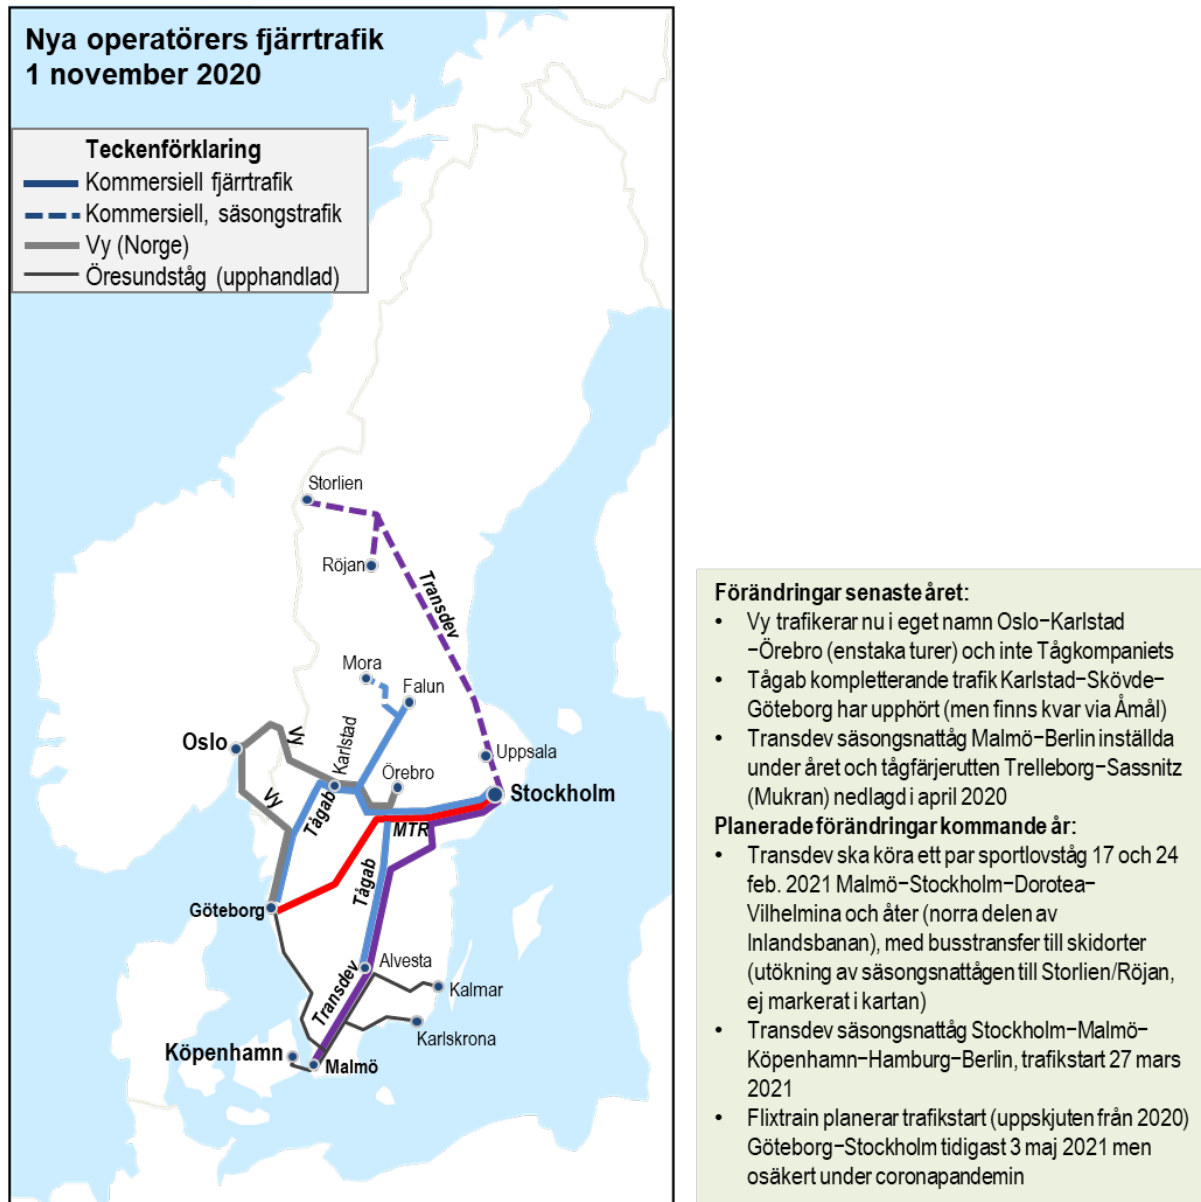 Nya operatörers fjärrtrafik
1 november 2020
Teckenförklaring
Kommersiell fjärrtrafik
Kommersiell, säsongstrafik
Vy (Norge)
Öresundståg (upphandlad)
Storlien
Röjan
Transdev
Mora
Falun
Vy
Karlstad
Oslo
Uppsala
Örebro
Stockholm
Vy
Tågab
MTR
Tågab
Göteborg
Alvesta
Transdev
Kalmar
Karlskrona
Köpenhamn
Malmö
Förändringar senaste året:
• Vy trafikerar nu i eget namn Oslo–Karlstad
–Örebro (enstaka turer) och inte Tågkompaniets
• Tågab kompletterande trafik Karlstad–Skövde–
Göteborg har upphört (men finns kvar via Åmål)
• Transdev säsongsnattåg Malmö–Berlin inställda
under året och tågfärjerutten Trelleborg–Sassnitz
(Mukran) nedlagd i april 2020
Planerade förändringar kommande år:
• Transdev ska köra ett par sportlovståg 17 och 24
feb. 2021 Malmö–Stockholm–Dorotea–
Vilhelmina och åter (norra delen av
Inlandsbanan), med busstransfer till skidorter
(utökning av säsongsnattågen till Storlien/Röjan,
ej markerat i kartan)
• Transdev säsongsnattåg Stockholm–Malmö–
Köpenhamn–Hamburg–Berlin, trafikstart 27 mars
2021
• Flixtrain planerar trafikstart (uppskjuten från 2020)
Göteborg–Stockholm tidigast 3 maj 2021 men
osäkert under coronapandemin